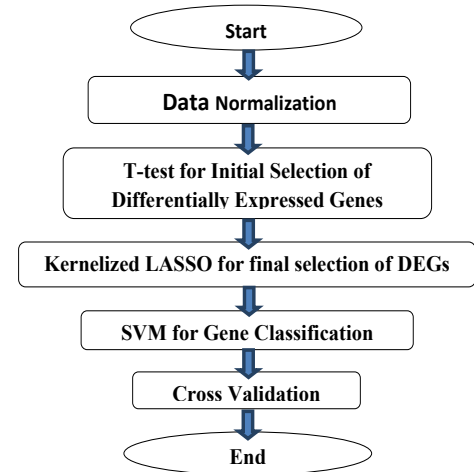 Start
Data Normalization
T-test for Initial Selection of
Differentially Expressed Genes
Kernelized LASSO for final selection of DEGs
SVM for Gene Classification
Cross Validation
End